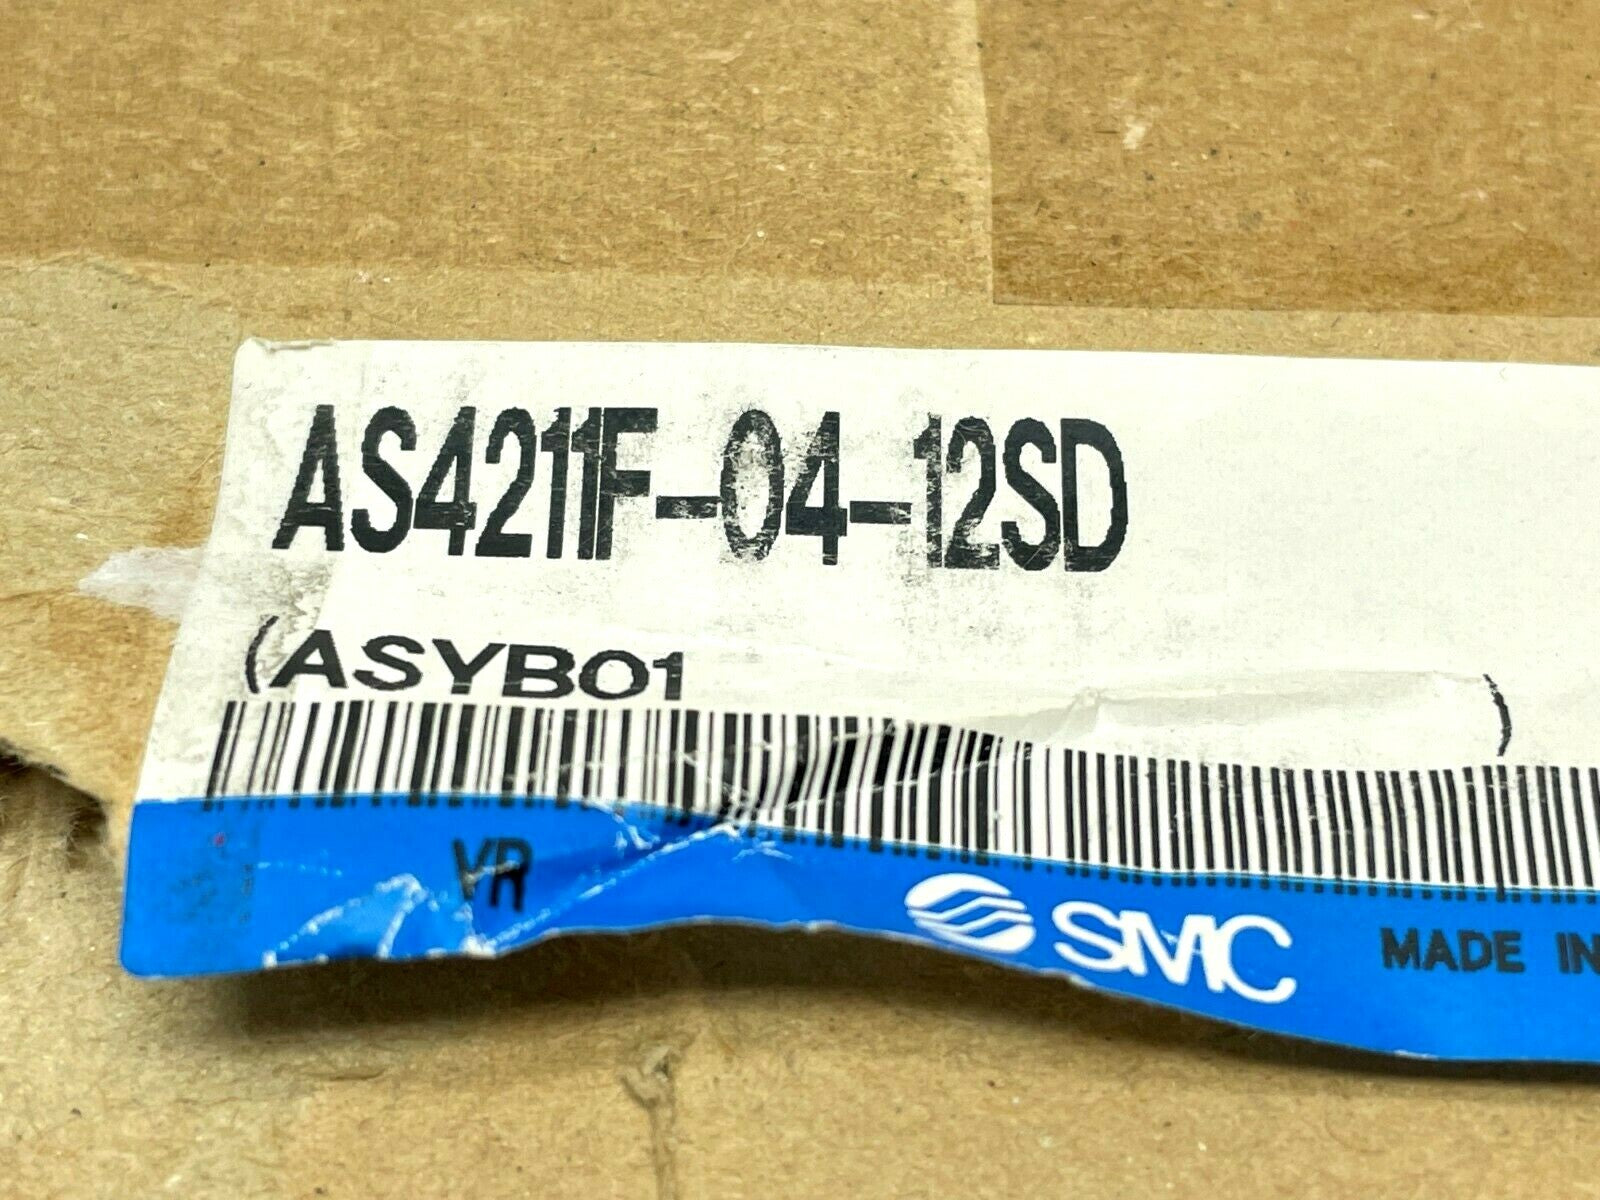 AS4211F-04-12SD
(ASYB01 )
YR
SMC MADE IN